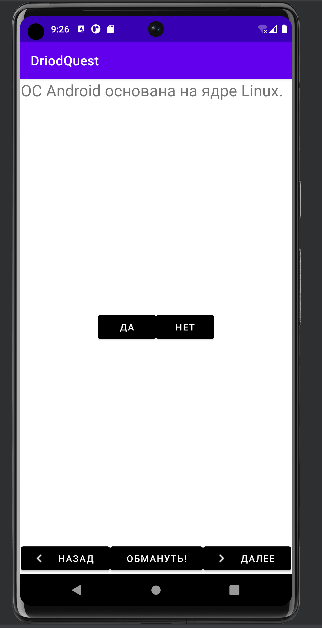 9:26
DriodQuest
ОС Android основана на ядре Linux.
ДА НЕТ
НАЗАД ОБМАНУТЬ! ДАЛЕЕ